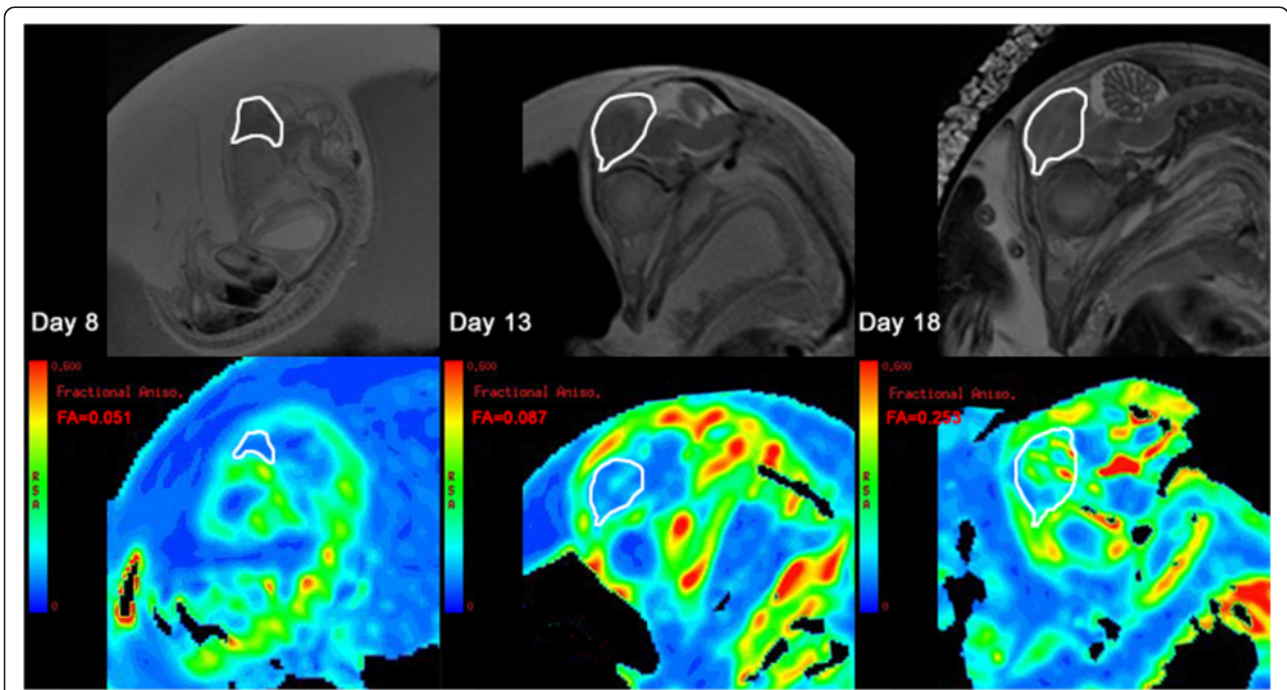 Day 8
Day 13
Day 18
0,600
Fractional Aniso.
FA=0.051
R
S
A
0
0,600
Fractional Aniso.
FA=0.087
R
S
A
0
0,600
Fractional Aniso.
FA=0.253
R
S
A
0